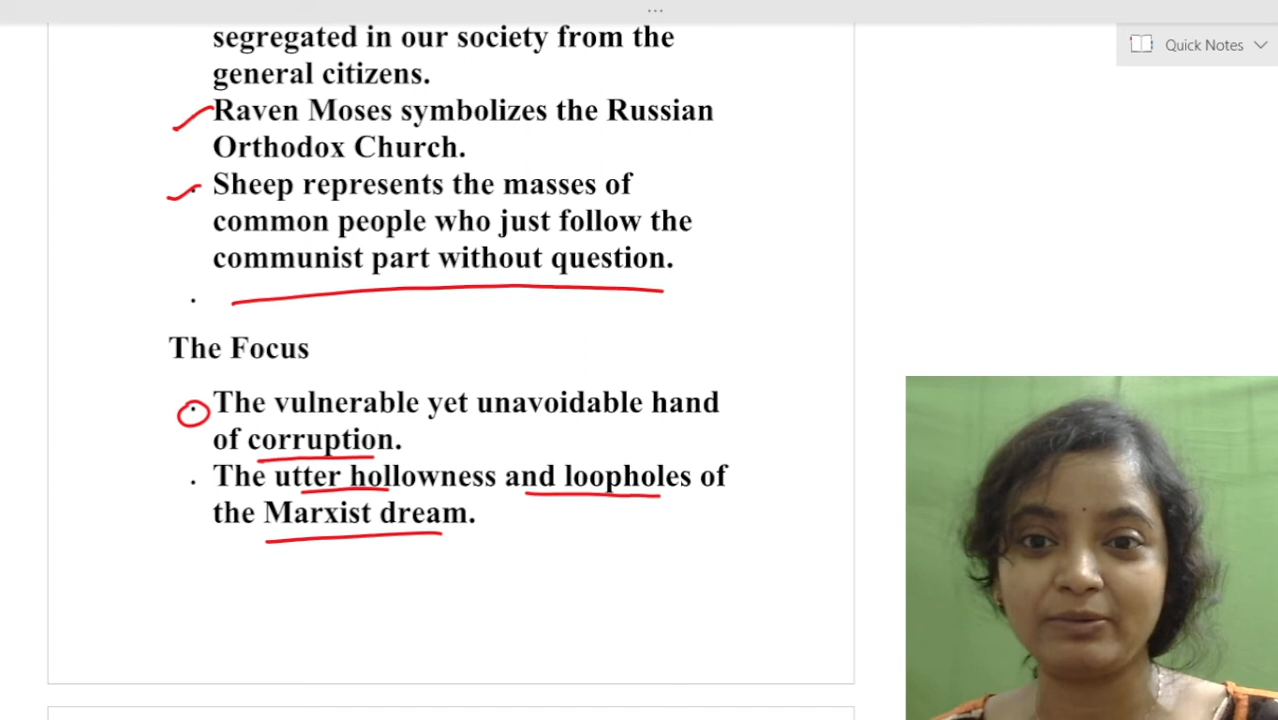 segregated in our society from the
general citizens.
Quick Notes
Raven Moses symbolizes the Russian
Orthodox Church.
Sheep represents the masses of
common people who just follow the
communist part without question.
The Focus
The vulnerable yet unavoidable hand
of corruption.
The utter hollowness and loopholes of
the Marxist dream.